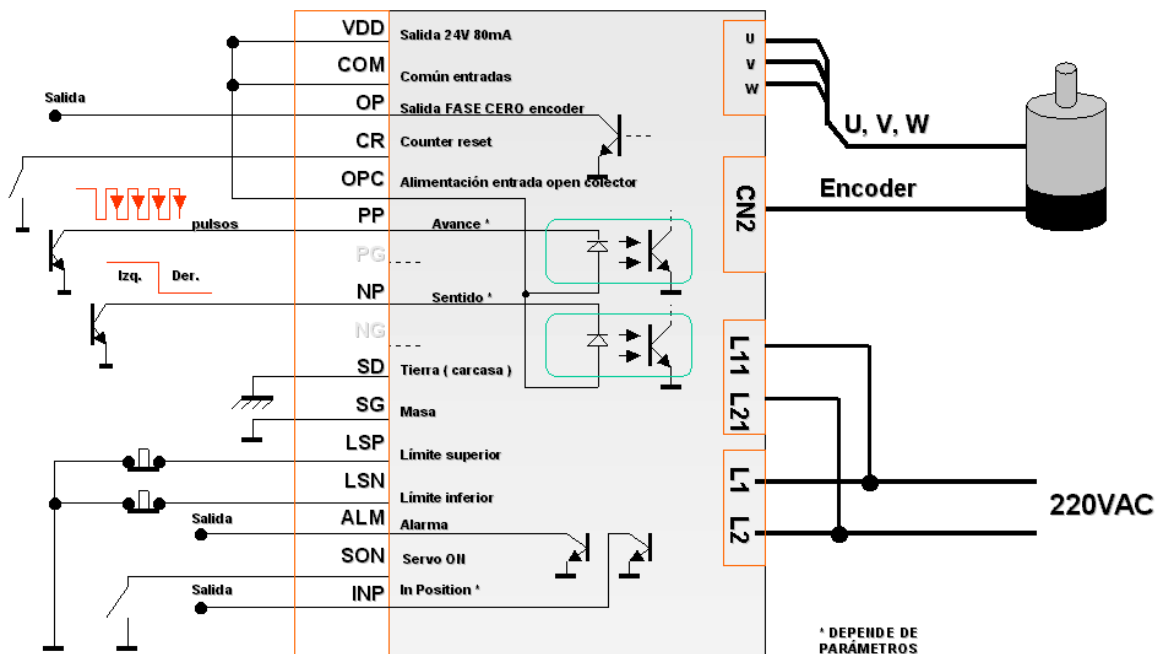 VDD
Salida 24V 80mA
COM
Común entradas
Salida
OP
Salida FASE CERO encoder
CR
Counter reset
OPC
Alimentación entrada open colector
pulsos
PP
Avance *
PG
Izq. Der.
NP
Sentido *
NG
SD
Tierra ( carcasa )
SG
Masa
LSP
Límite superior
LSN
Límite inferior
Salida
ALM
Alarma
SON
Servo ON
Salida
INP
In Position *
U
V
W
U, V, W
CN2
Encoder
L11
L21
L1
L2
220VAC
* DEPENDE DE
PARÁMETROS